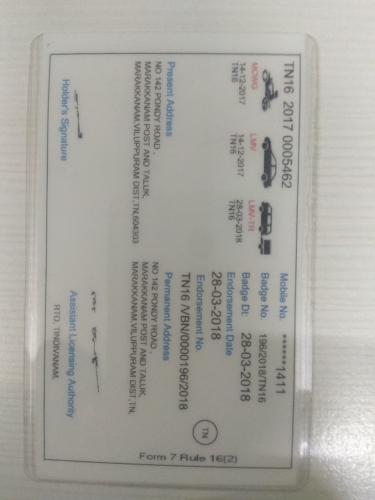 TN16 2017 0005462
MCWG LMV LMV-TR
14-12-2017 14-12-2017 28-03-2018
TN16 TN16 TN16
Mobile No. ******1411
Badge No. 196/2018/TN16
Badge Dt: 28-03-2018
Endorsement Date
28-03-2018
Endorsement No.
TN16 /VBN/0000196/2018
TN
Present Address
NO 142 PONDY ROAD ,
MARAKKANAM POST AND TALUK,
MARAKKANAM,VILUPPURAM DIST,TN,604303
Permanent Address
NO 142 PONDY ROAD ,
MARAKKANAM POST AND TALUK,
MARAKKANAM,VILUPPURAM DIST,TN,
Holder's Signature
Assistant Licensing Authority
RTO, TINDIVANAM.
Form 7 Rule 16(2)